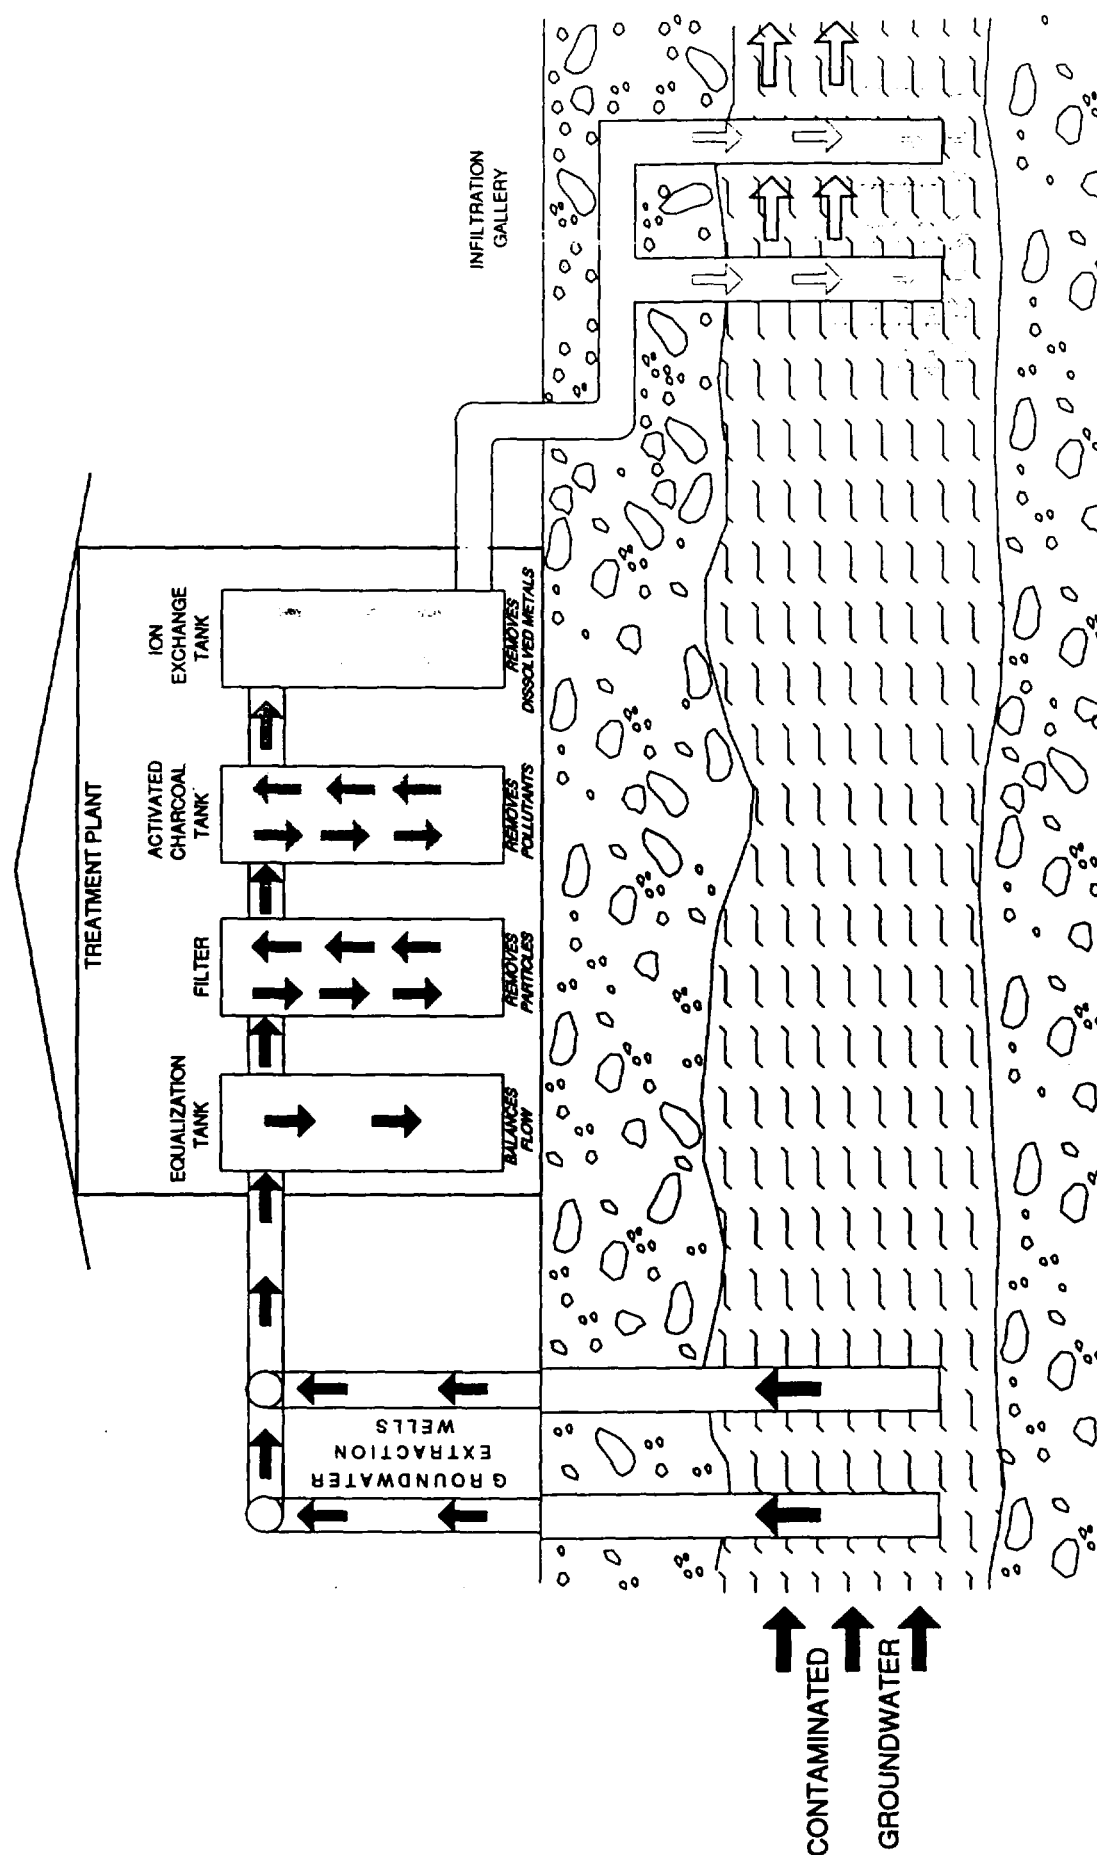 TREATMENT PLANT
EQUALIZATION
TANK
FILTER
ACTIVATED
CHARCOAL
TANK
ION
EXCHANGE
TANK
BALANCES
FLOW
REMOVES
PARTICLES
REMOVES
POLLUTANTS
REMOVES
DISSOLVED METALS
GROUNDWATER
EXTRACTION
WELLS
INFILTRATION
GALLERY
CONTAMINATED
GROUNDWATER